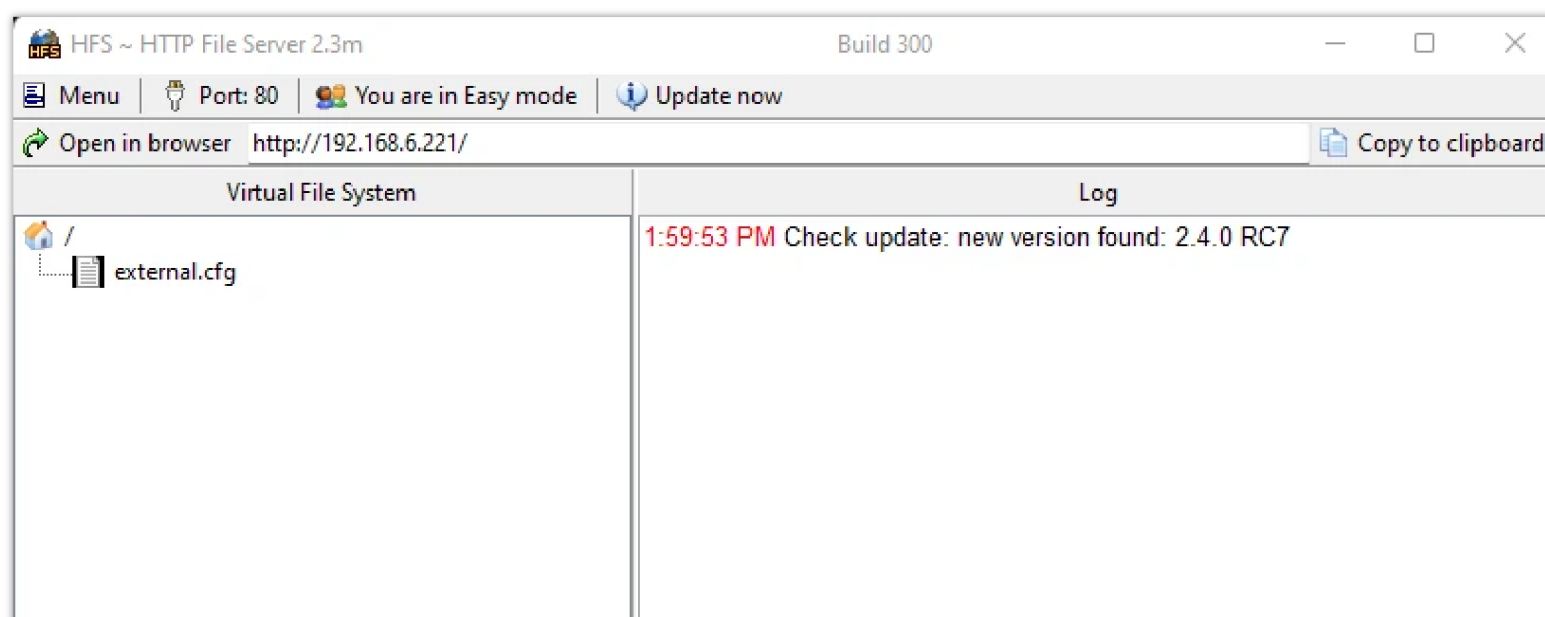 HFS HFS ~ HTTP File Server 2.3m Build 300
Menu Port: 80 You are in Easy mode Update now
Open in browser http://192.168.6.221/ Copy to clipboard
Virtual File System Log
/ 1:59:53 PM Check update: new version found: 2.4.0 RC7
external.cfg